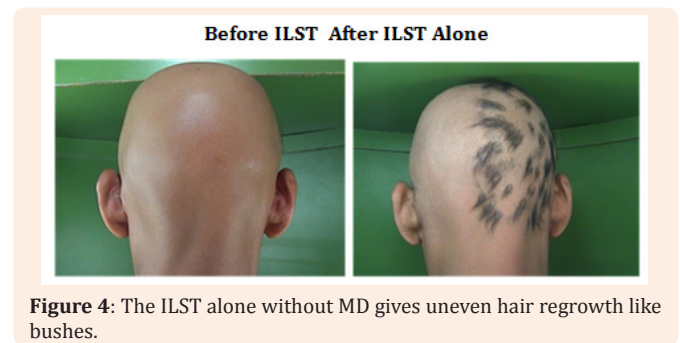 Before ILST After ILST Alone
Figure 4: The ILST alone without MD gives uneven hair regrowth like
bushes.